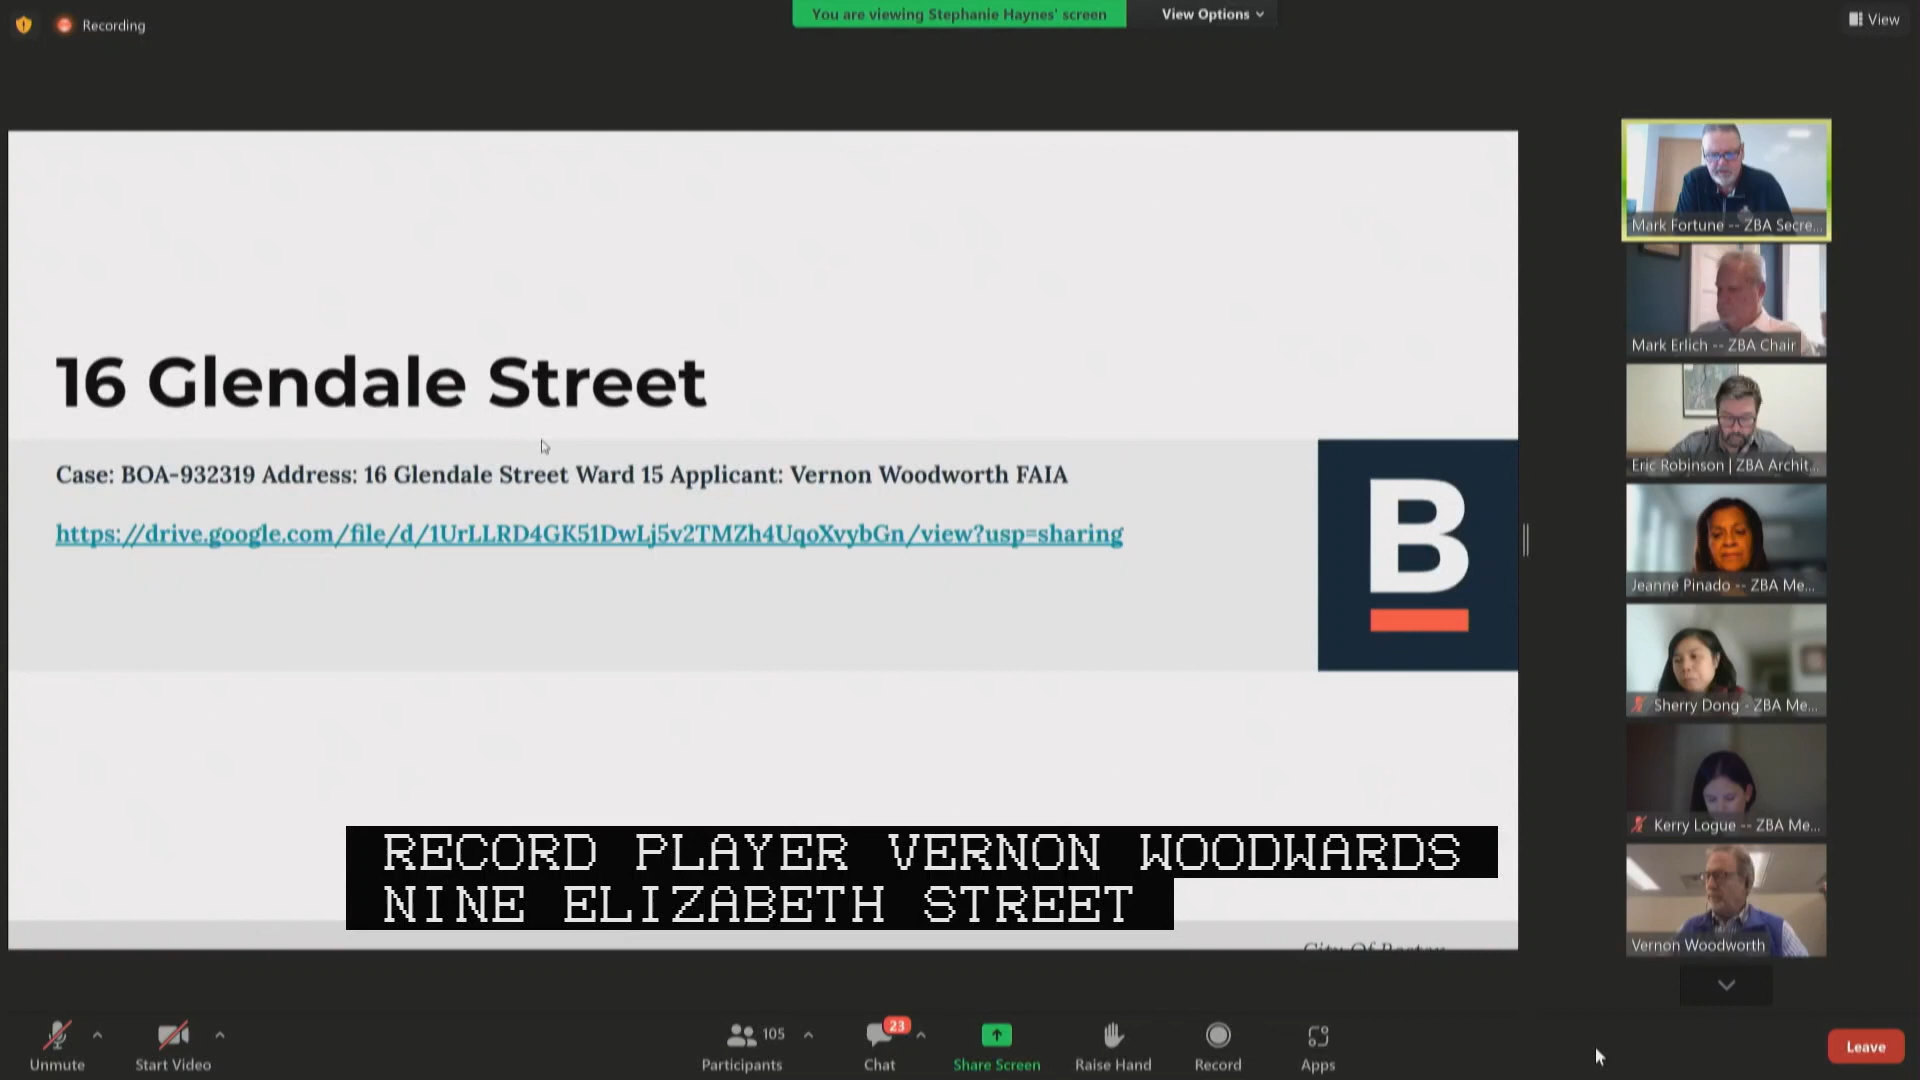 Recording
You are viewing Stephanie Haynes' screen
View Options
View
16 Glendale Street
Case: BOA-932319 Address: 16 Glendale Street Ward 15 Applicant: Vernon Woodworth FAIA
https://drive.google.com/file/d/1UrLLRD4GK51DwLj5v2TMZh4UqoXvybGn/view?usp=sharing
B
RECORD PLAYER VERNON WOODWARDS
NINE ELIZABETH STREET
City Of Boston
Mark Fortune -- ZBA Secre...
Mark Erlich -- ZBA Chair
Eric Robinson | ZBA Archit...
Jeanne Pinado -- ZBA Me...
Sherry Dong - ZBA Me...
Kerry Logue -- ZBA Me...
Vernon Woodworth
Unmute
Start Video
105
Participants
23
Chat
Share Screen
Raise Hand
Record
Apps
Leave